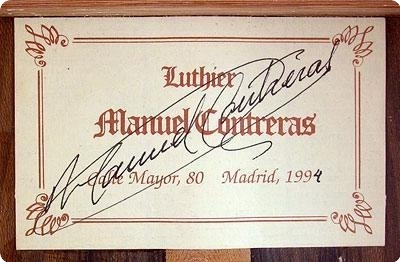 Luthier
Manuel Contreras
Manuel Contreras
Calle Mayor, 80 Madrid, 1994